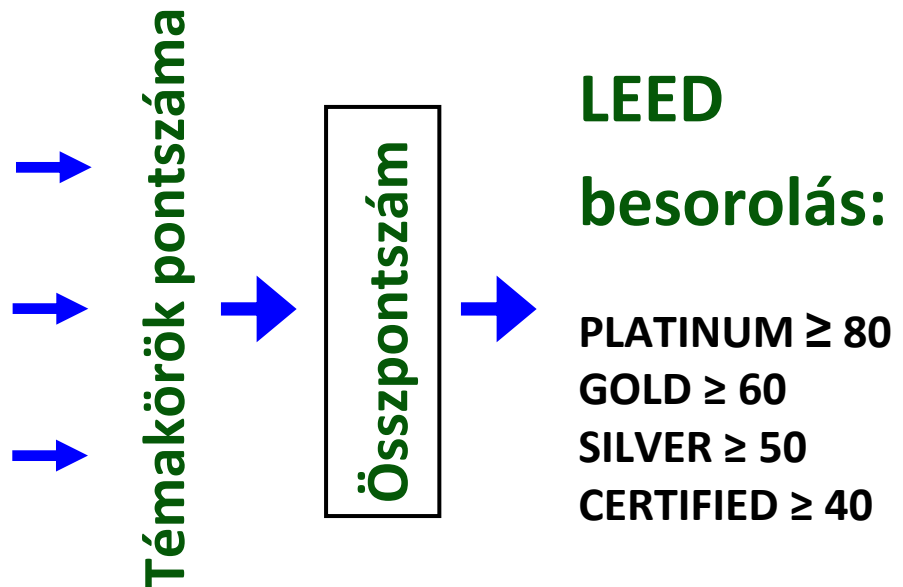 Témakörök pontszáma
Összpontszám
LEED
besorolás:
PLATINUM ≥ 80
GOLD ≥ 60
SILVER ≥ 50
CERTIFIED ≥ 40